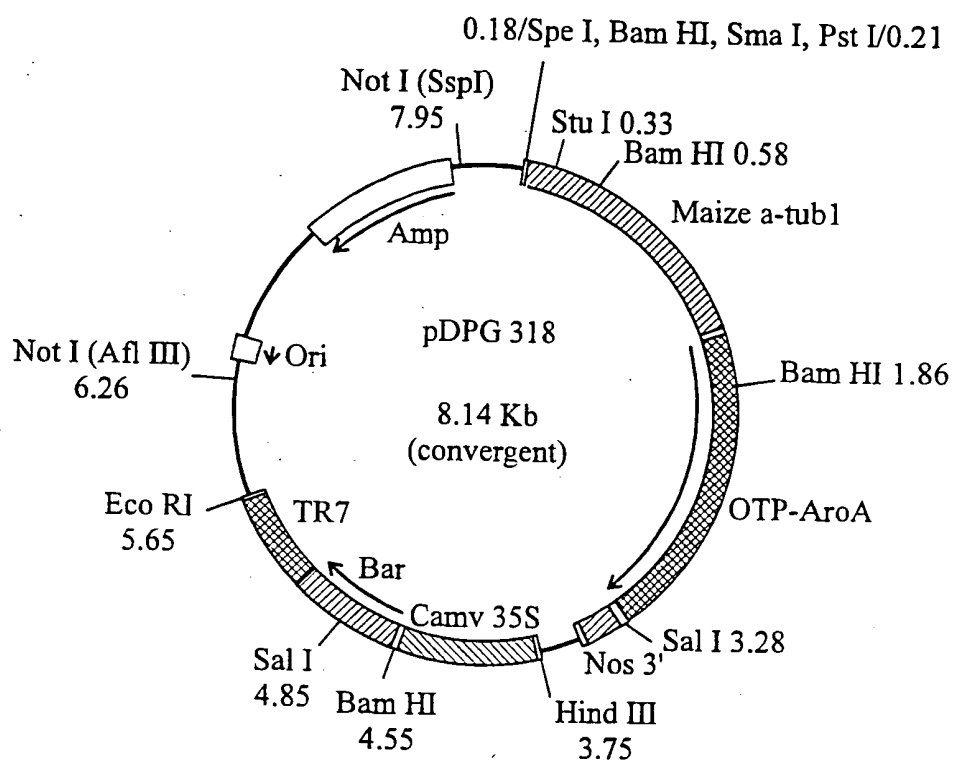 0.18/Spe I, Bam HI, Sma I, Pst I/0.21
Not I (SspI)
7.95
Stu I 0.33
Bam HI 0.58
Maize a-tub1
Amp
pDPG 318
Not I (Afl III)
6.26
Ori
Bam HI 1.86
8.14 Kb
(convergent)
Eco RI
5.65
TR7
OTP-AroA
Bar
Camv 35S
Sal I
4.85
Bam HI
4.55
Nos 3'
Sal I 3.28
Hind III
3.75